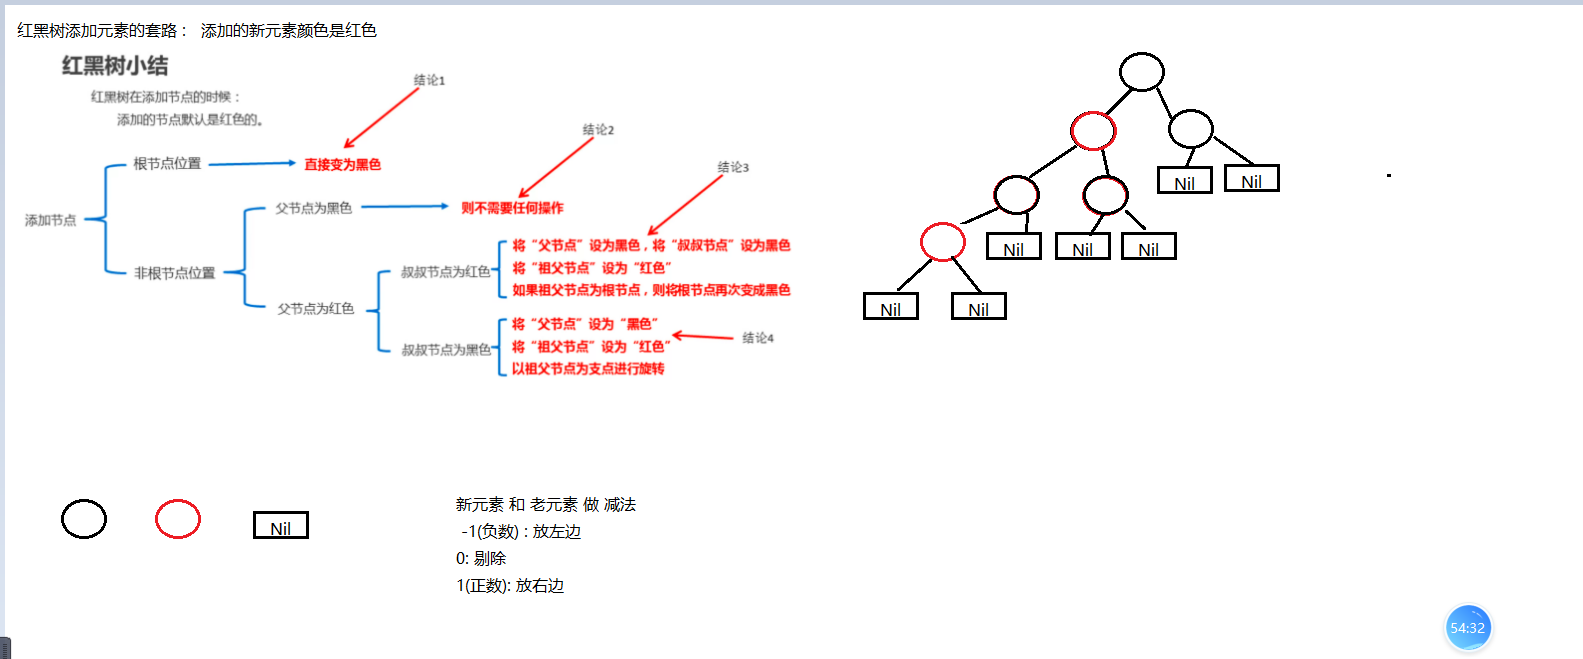 红黑树添加元素的套路： 添加的新元素颜色是红色
红黑树小结
红黑树在添加节点的时候：
添加的节点默认是红色的。
结论1
结论2
结论3
根节点位置
直接变为黑色
父节点为黑色
则不需要任何操作
添加节点
非根节点位置
叔叔节点为红色
将“父节点”设为黑色，将“叔叔节点”设为黑色
将“祖父节点”设为“红色”
如果祖父节点为根节点，则将根节点再次变成黑色
父节点为红色
叔叔节点为黑色
将“父节点”设为“黑色”
将“祖父节点”设为“红色”
以祖父节点为支点进行旋转
结论4
Nil
Nil
Nil
Nil
Nil
Nil
Nil
Nil
新元素 和 老元素 做 减法
-1(负数)：放左边
0: 剔除
1(正数): 放右边
54:32